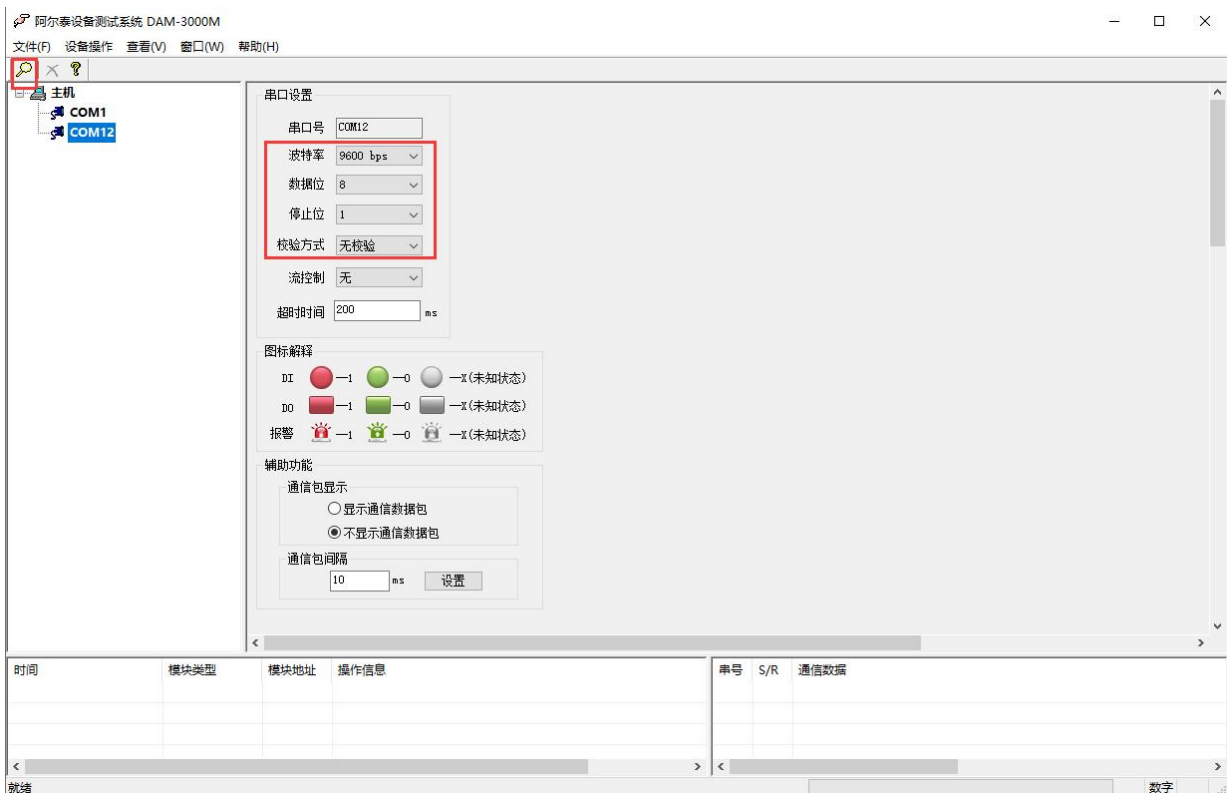 阿尔泰设备测试系统 DAM-3000M
文件(F) 设备操作 查看(V) 窗口(W) 帮助(H)
主机
COM1
COM12
串口设置
串口号 COM12
波特率 9600 bps
数据位 8
停止位 1
校验方式 无校验
流控制 无
超时时间 200 ms
图标解释
DI —1 —0 —X(未知状态)
DO —1 —0 —X(未知状态)
报警 —1 —0 —X(未知状态)
辅助功能
通信包显示
显示通信数据包
不显示通信数据包
通信包间隔
10 ms 设置
时间 模块类型 模块地址 操作信息 串号 S/R 通信数据
就绪 数字